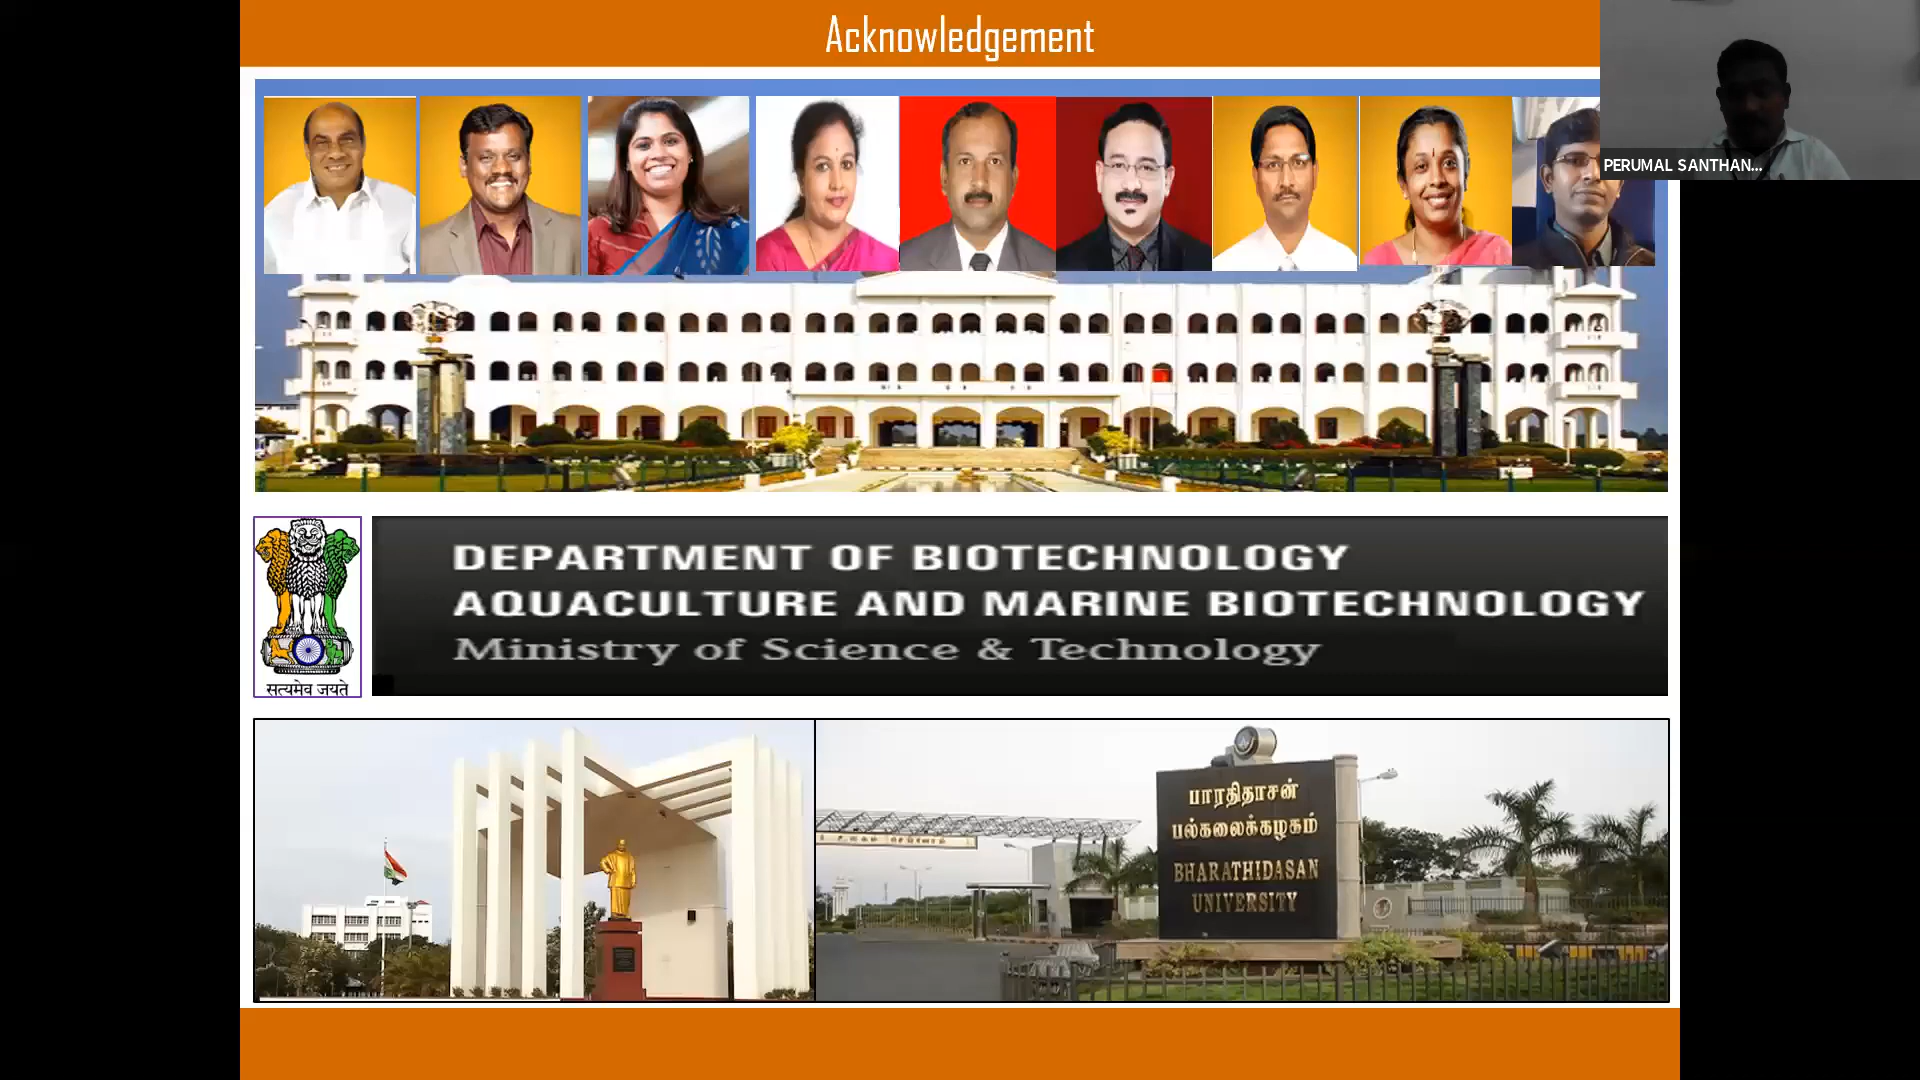 Acknowledgement
PERUMAL SANTHAN...
DEPARTMENT OF BIOTECHNOLOGY
AQUACULTURE AND MARINE BIOTECHNOLOGY
Ministry of Science & Technology
सत्यमेव जयते
பாரதிதாசன்
பல்கலைக்கழகம்
BHARATHIDASAN
UNIVERSITY